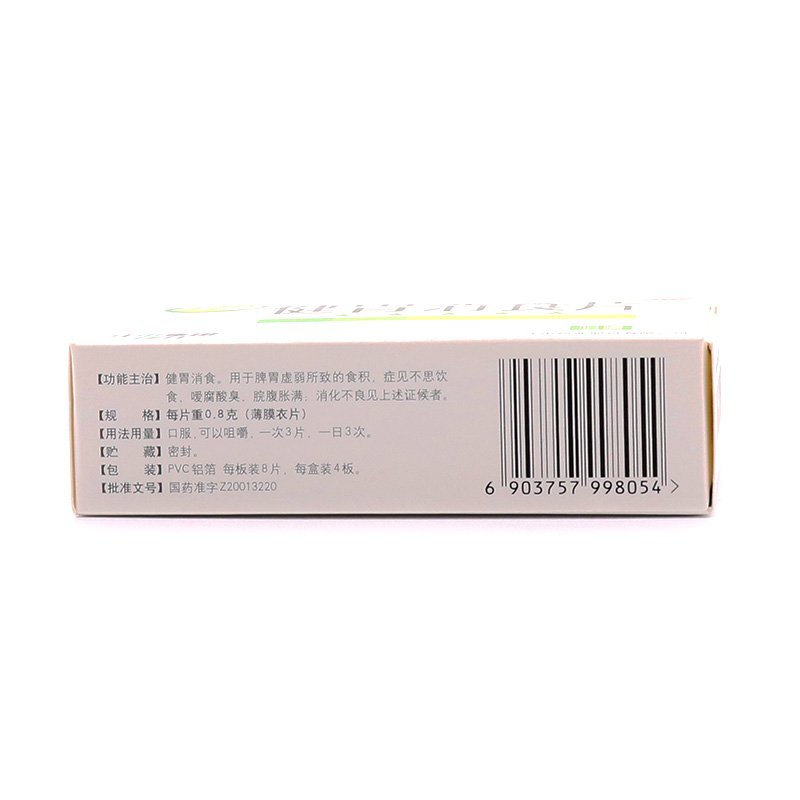 健胃消食片
【功能主治】健胃消食。用于脾胃虚弱所致的食积，症见不思饮
食、嗳腐酸臭、脘腹胀满；消化不良见上述证候者。
【规　　格】每片重0.8克（薄膜衣片）
【用法用量】口服，可以咀嚼，一次3片，一日3次。
【贮　　藏】密封。
【包　　装】PVC铝箔 每板装8片，每盒装4板。
【批准文号】国药准字Z20013220
6 903757 998054 >